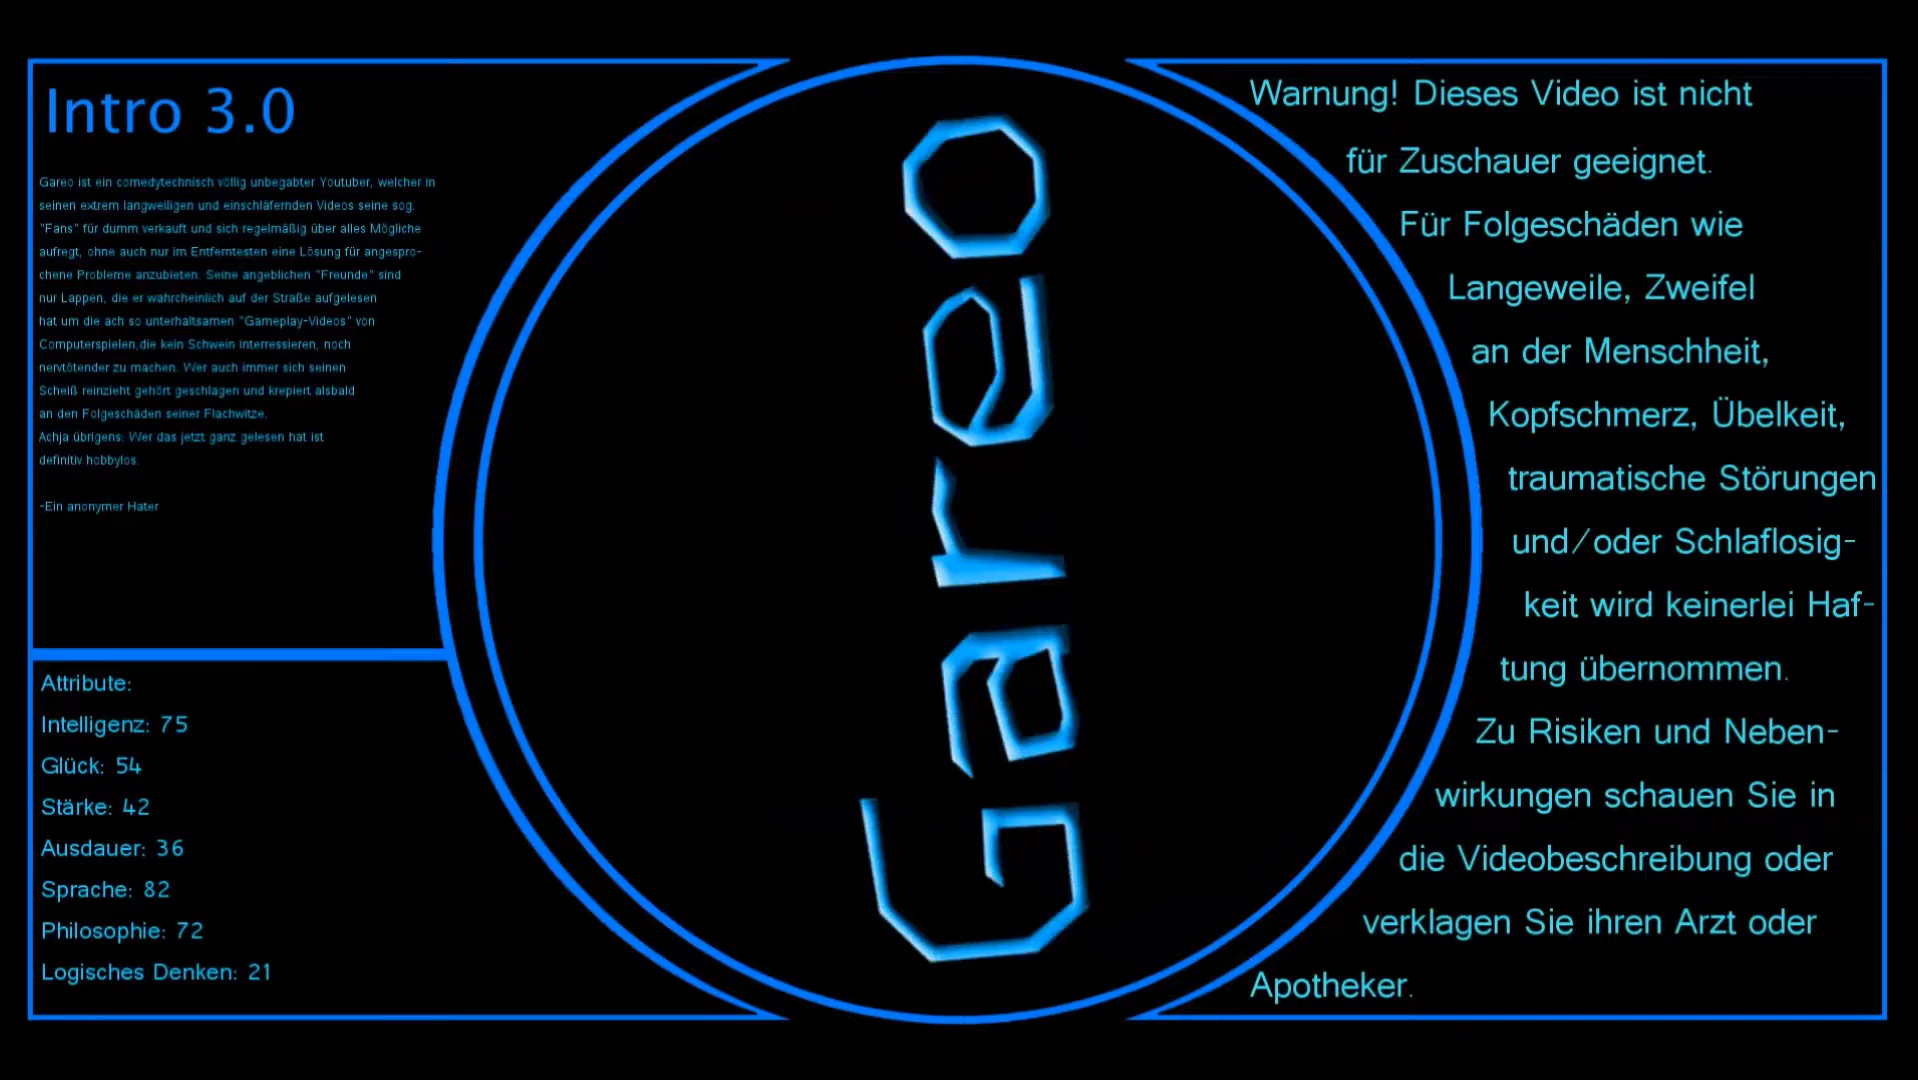 Intro 3.0
Gareo ist ein comedytechnisch völlig unbegabter Youtuber, welcher in
seinen extrem langweiligen und einschläfernden Videos seine sog.
"Fans" für dumm verkauft und sich regelmäßig über alles Mögliche
aufregt, ohne auch nur im Entferntesten eine Lösung für angespro-
chene Probleme anzubieten. Seine angeblichen "Freunde" sind
nur Lappen, die er wahrcheinlich auf der Straße aufgelesen
hat um die ach so unterhaltsamen "Gameplay-Videos" von
Computerspielen,die kein Schwein interressieren, noch
nervtötender zu machen. Wer auch immer sich seinen
Scheiß reinzieht gehört geschlagen und krepiert alsbald
an den Folgeschäden seiner Flachwitze.
Achja übrigens: Wer das jetzt ganz gelesen hat ist
definitiv hobbylos.
-Ein anonymer Hater
Attribute:
Intelligenz: 75
Glück: 54
Stärke: 42
Ausdauer: 36
Sprache: 82
Philosophie: 72
Logisches Denken: 21
Gareo
Warnung! Dieses Video ist nicht
für Zuschauer geeignet.
Für Folgeschäden wie
Langeweile, Zweifel
an der Menschheit,
Kopfschmerz, Übelkeit,
traumatische Störungen
und/oder Schlaflosig-
keit wird keinerlei Haf-
tung übernommen.
Zu Risiken und Neben-
wirkungen schauen Sie in
die Videobeschreibung oder
verklagen Sie ihren Arzt oder
Apotheker.